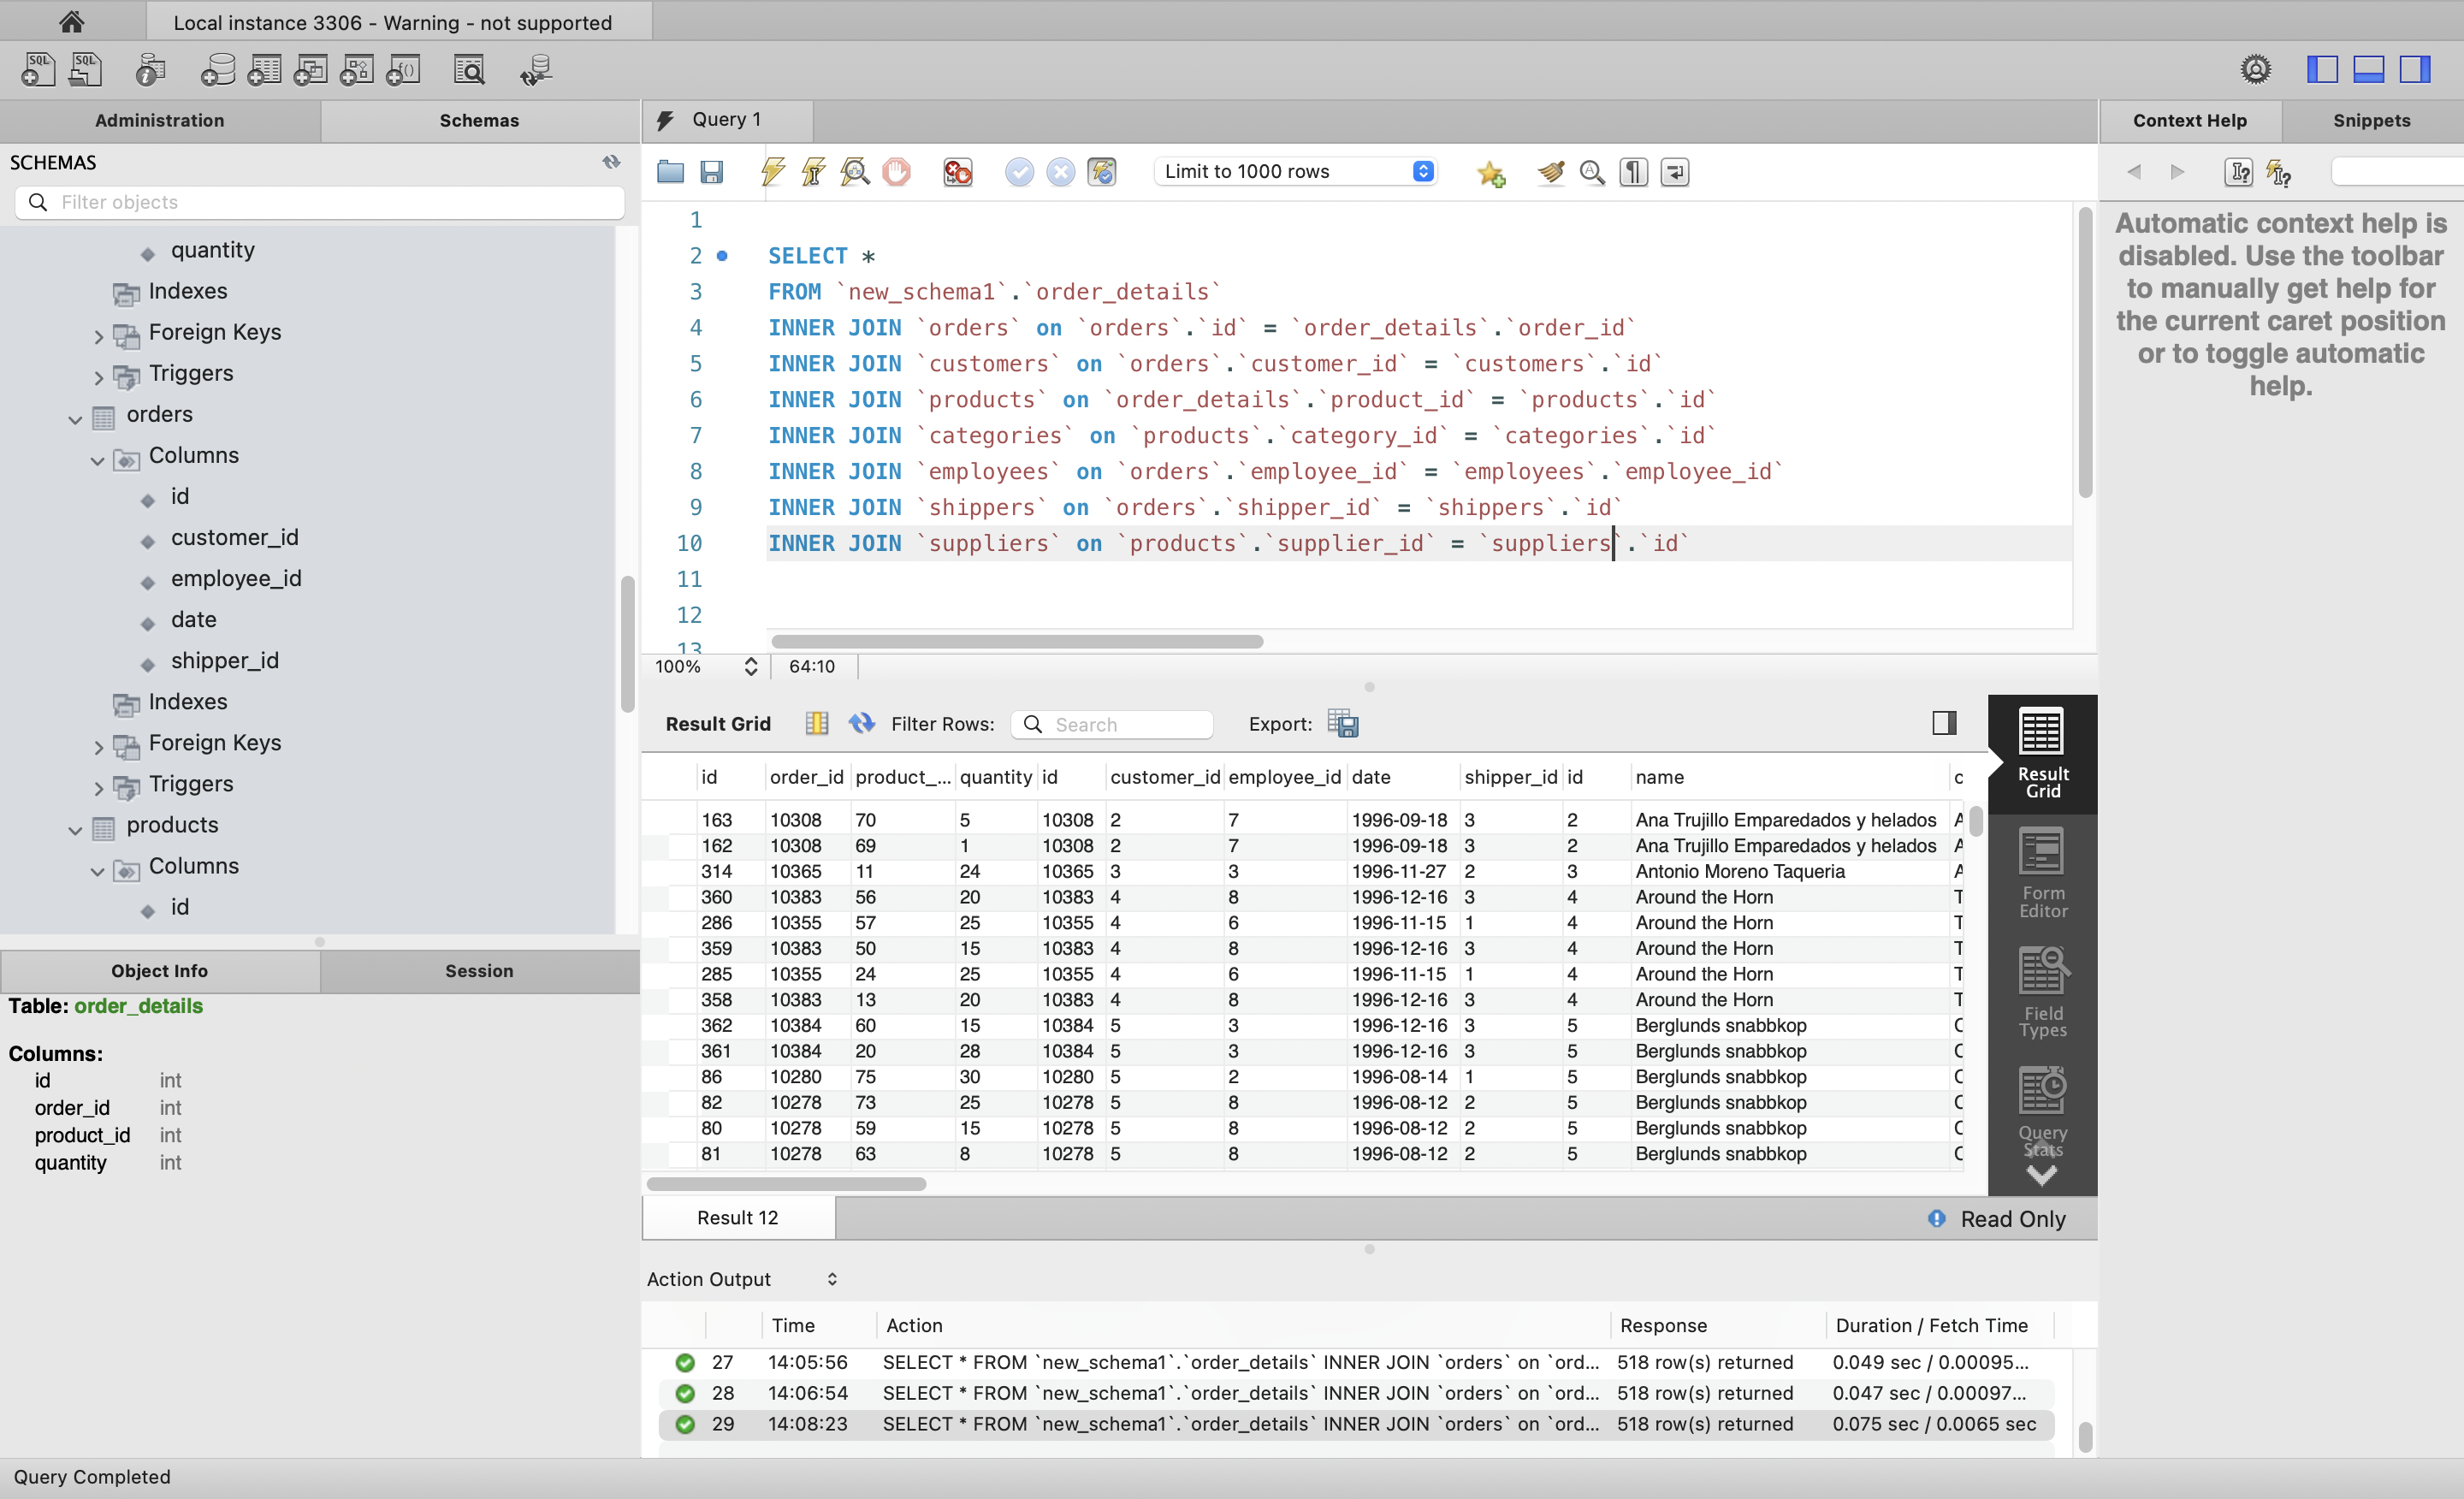 Local instance 3306 - Warning - not supported
SQL SQL
Administration Schemas
SCHEMAS
Filter objects
quantity
Indexes
Foreign Keys
Triggers
orders
Columns
id
customer_id
employee_id
date
shipper_id
Indexes
Foreign Keys
Triggers
products
Columns
id
Object Info Session
Table: order_details
Columns:
id int
order_id int
product_id int
quantity int
Query 1
Limit to 1000 rows
1
2 SELECT *
3 FROM `new_schema1`.`order_details`
4 INNER JOIN `orders` on `orders`.`id` = `order_details`.`order_id`
5 INNER JOIN `customers` on `orders`.`customer_id` = `customers`.`id`
6 INNER JOIN `products` on `order_details`.`product_id` = `products`.`id`
7 INNER JOIN `categories` on `products`.`category_id` = `categories`.`id`
8 INNER JOIN `employees` on `orders`.`employee_id` = `employees`.`employee_id`
9 INNER JOIN `shippers` on `orders`.`shipper_id` = `shippers`.`id`
10 INNER JOIN `suppliers` on `products`.`supplier_id` = `suppliers`.`id`
11
12
13
100% 64:10
Result Grid Filter Rows: Search Export:
id order_id product_... quantity id customer_id employee_id date shipper_id id name c
163 10308 70 5 10308 2 7 1996-09-18 3 2 Ana Trujillo Emparedados y helados A
162 10308 69 1 10308 2 7 1996-09-18 3 2 Ana Trujillo Emparedados y helados A
314 10365 11 24 10365 3 3 1996-11-27 2 3 Antonio Moreno Taqueria A
360 10383 56 20 10383 4 8 1996-12-16 3 4 Around the Horn T
286 10355 57 25 10355 4 6 1996-11-15 1 4 Around the Horn T
359 10383 50 15 10383 4 8 1996-12-16 3 4 Around the Horn T
285 10355 24 25 10355 4 6 1996-11-15 1 4 Around the Horn T
358 10383 13 20 10383 4 8 1996-12-16 3 4 Around the Horn T
362 10384 60 15 10384 5 3 1996-12-16 3 5 Berglunds snabbkop C
361 10384 20 28 10384 5 3 1996-12-16 3 5 Berglunds snabbkop C
86 10280 75 30 10280 5 2 1996-08-14 1 5 Berglunds snabbkop C
82 10278 73 25 10278 5 8 1996-08-12 2 5 Berglunds snabbkop C
80 10278 59 15 10278 5 8 1996-08-12 2 5 Berglunds snabbkop C
81 10278 63 8 10278 5 8 1996-08-12 2 5 Berglunds snabbkop C
Result
Grid
Form
Editor
Field
Types
Query
Stats
Result 12 Read Only
Action Output
Time Action Response Duration / Fetch Time
27 14:05:56 SELECT * FROM `new_schema1`.`order_details` INNER JOIN `orders` on `ord... 518 row(s) returned 0.049 sec / 0.00095...
28 14:06:54 SELECT * FROM `new_schema1`.`order_details` INNER JOIN `orders` on `ord... 518 row(s) returned 0.047 sec / 0.00097...
29 14:08:23 SELECT * FROM `new_schema1`.`order_details` INNER JOIN `orders` on `ord... 518 row(s) returned 0.075 sec / 0.0065 sec
Context Help Snippets
Automatic context help is
disabled. Use the toolbar
to manually get help for
the current caret position
or to toggle automatic
help.
Query Completed